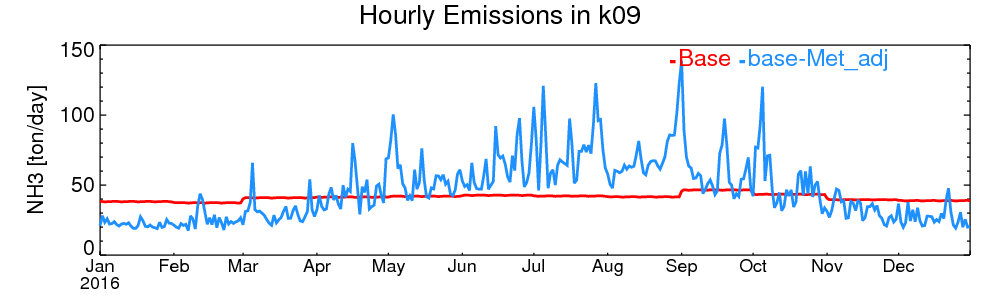 Hourly Emissions in k09
Base base-Met_adj
NH3 [ton/day]
150
100
50
0
Jan Feb Mar Apr May Jun Jul Aug Sep Oct Nov Dec
2016